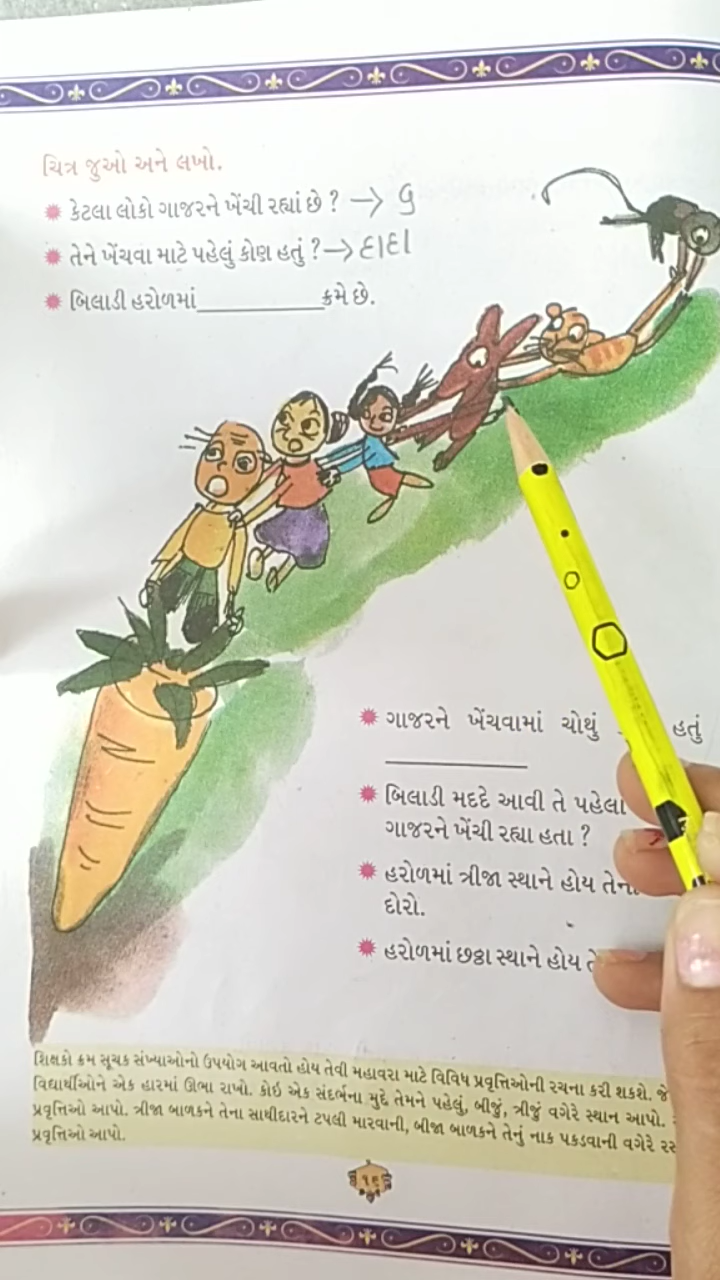 ચિત્ર જુઓ અને લખો.
કેટલા લોકો ગાજરને ખેંચી રહ્યાં છે ? → ૬
તેને ખેંચવા માટે પહેલું કોણ હતું ? → દાદા
બિલાડી હરોળમાં__________ક્રમે છે.
ગાજરને ખેંચવામાં ચોથું હતું
બિલાડી મદદે આવી તે પહેલા
ગાજરને ખેંચી રહ્યા હતા ?
હરોળમાં ત્રીજા સ્થાને હોય
દોરો.
હરોળમાં છઠ્ઠા સ્થાને હોય
શિક્ષકો ક્રમ સૂચક સંખ્યાઓનો ઉપયોગ આવતો હોય તેવી મહાવરા માટે વિવિધ પ્રવૃત્તિઓની રચના કરી શકશે. જે
વિદ્યાર્થીઓને એક હારમાં ઊભા રાખો. કોઇ એક સંદર્ભના મુદ્દે તેમને પહેલું, બીજું, ત્રીજું વગેરે સ્થાન આપો.
પ્રવૃત્તિઓ આપો. ત્રીજા બાળકને તેના સાથીદારને ટપલી મારવાની, બીજા બાળકને તેનું નાક પકડવાની વગેરે
પ્રવૃત્તિઓ આપો.
૧૬